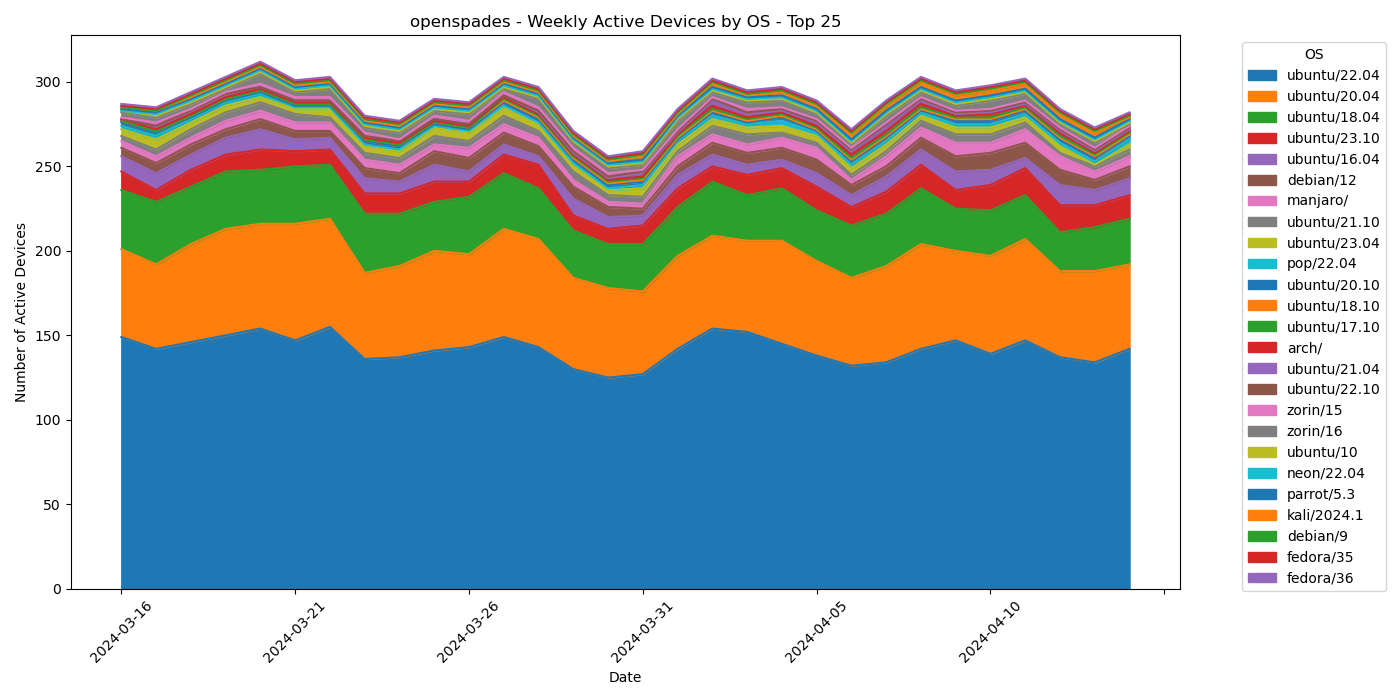 openspades - Weekly Active Devices by OS - Top 25
Number of Active Devices
300
250
200
150
100
50
0
2024-03-16
2024-03-21
2024-03-26
2024-03-31
2024-04-05
2024-04-10
Date
OS
ubuntu/22.04
ubuntu/20.04
ubuntu/18.04
ubuntu/23.10
ubuntu/16.04
debian/12
manjaro/
ubuntu/21.10
ubuntu/23.04
pop/22.04
ubuntu/20.10
ubuntu/18.10
ubuntu/17.10
arch/
ubuntu/21.04
ubuntu/22.10
zorin/15
zorin/16
ubuntu/10
neon/22.04
parrot/5.3
kali/2024.1
debian/9
fedora/35
fedora/36